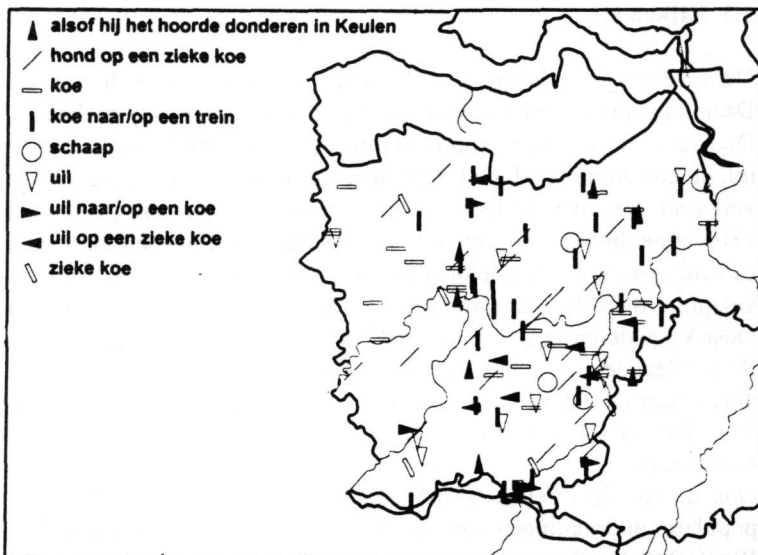 alsof hij het hoorde donderen in Keulen
hond op een zieke koe
koe
koe naar/op een trein
schaap
uil
uil naar/op een koe
uil op een zieke koe
zieke koe